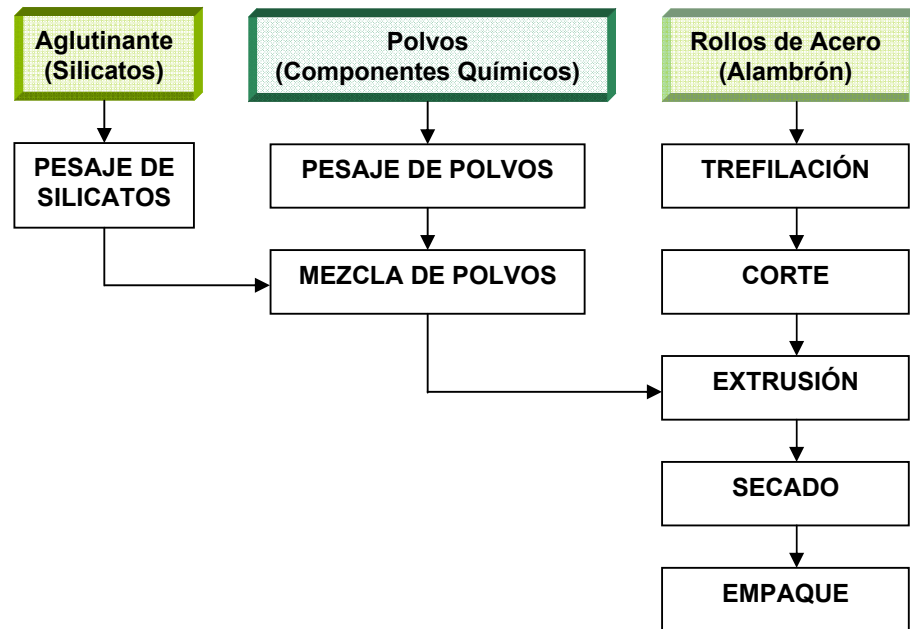 Aglutinante
(Silicatos)
Polvos
(Componentes Químicos)
Rollos de Acero
(Alambrón)
PESAJE DE
SILICATOS
PESAJE DE POLVOS
TREFILACIÓN
MEZCLA DE POLVOS
CORTE
EXTRUSIÓN
SECADO
EMPAQUE